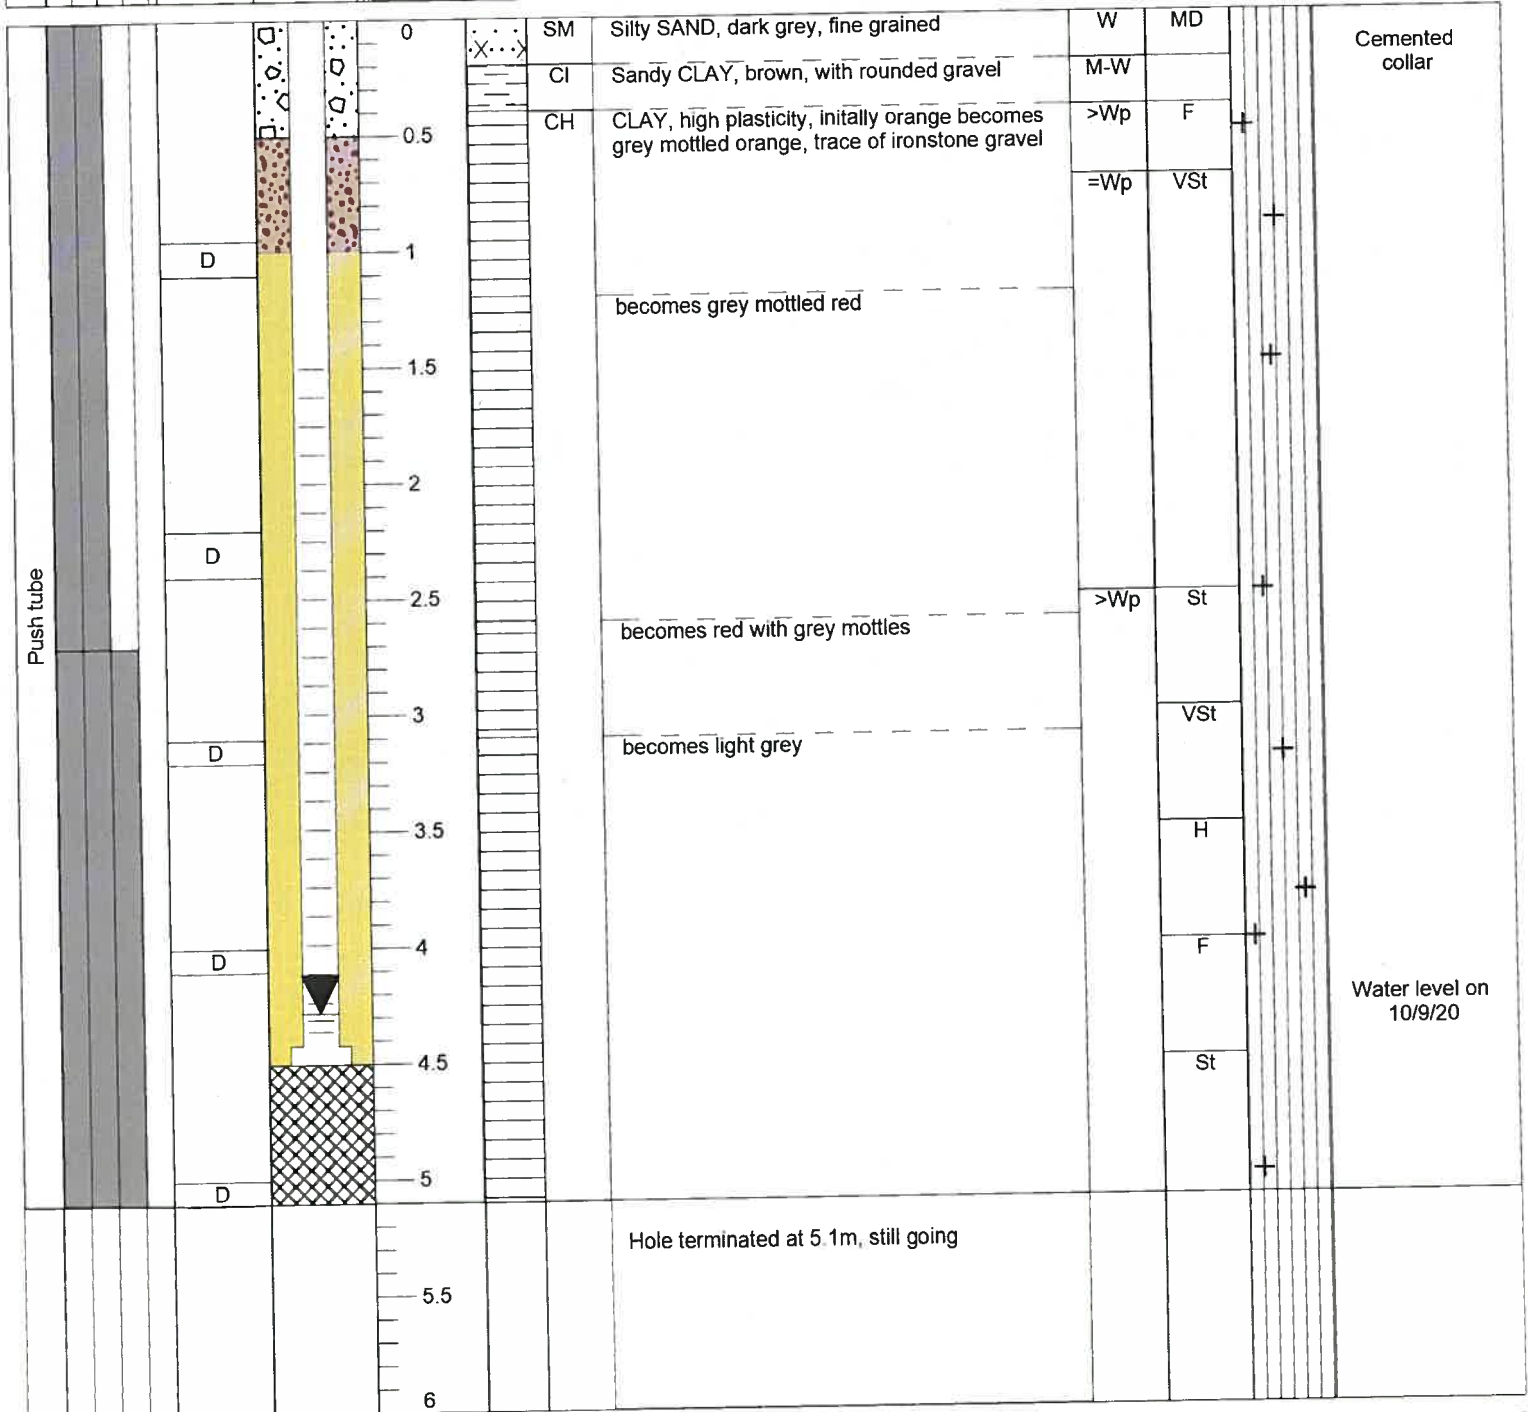 0
SM
Silty SAND, dark grey, fine grained
W
MD
Cemented
collar
CI
Sandy CLAY, brown, with rounded gravel
M-W
CH
CLAY, high plasticity, initally orange becomes
grey mottled orange, trace of ironstone gravel
>Wp
F
0.5
=Wp
VSt
D
1
becomes grey mottled red
1.5
2
D
2.5
>Wp
St
Push tube
becomes red with grey mottles
3
VSt
D
becomes light grey
3.5
H
4
F
D
Water level on
10/9/20
4.5
St
5
D
Hole terminated at 5.1m, still going
5.5
6